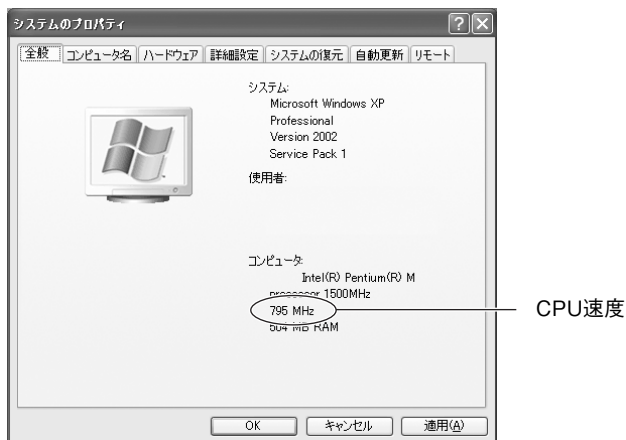 システムのプロパティ
全般 コンピュータ名 ハードウェア 詳細設定 システムの復元 自動更新 リモート
システム:
Microsoft Windows XP
Professional
Version 2002
Service Pack 1
使用者:
コンピュータ:
Intel(R) Pentium(R) M
processor 1500MHz
795 MHz
504 MB RAM
CPU速度
OK キャンセル 適用(A)